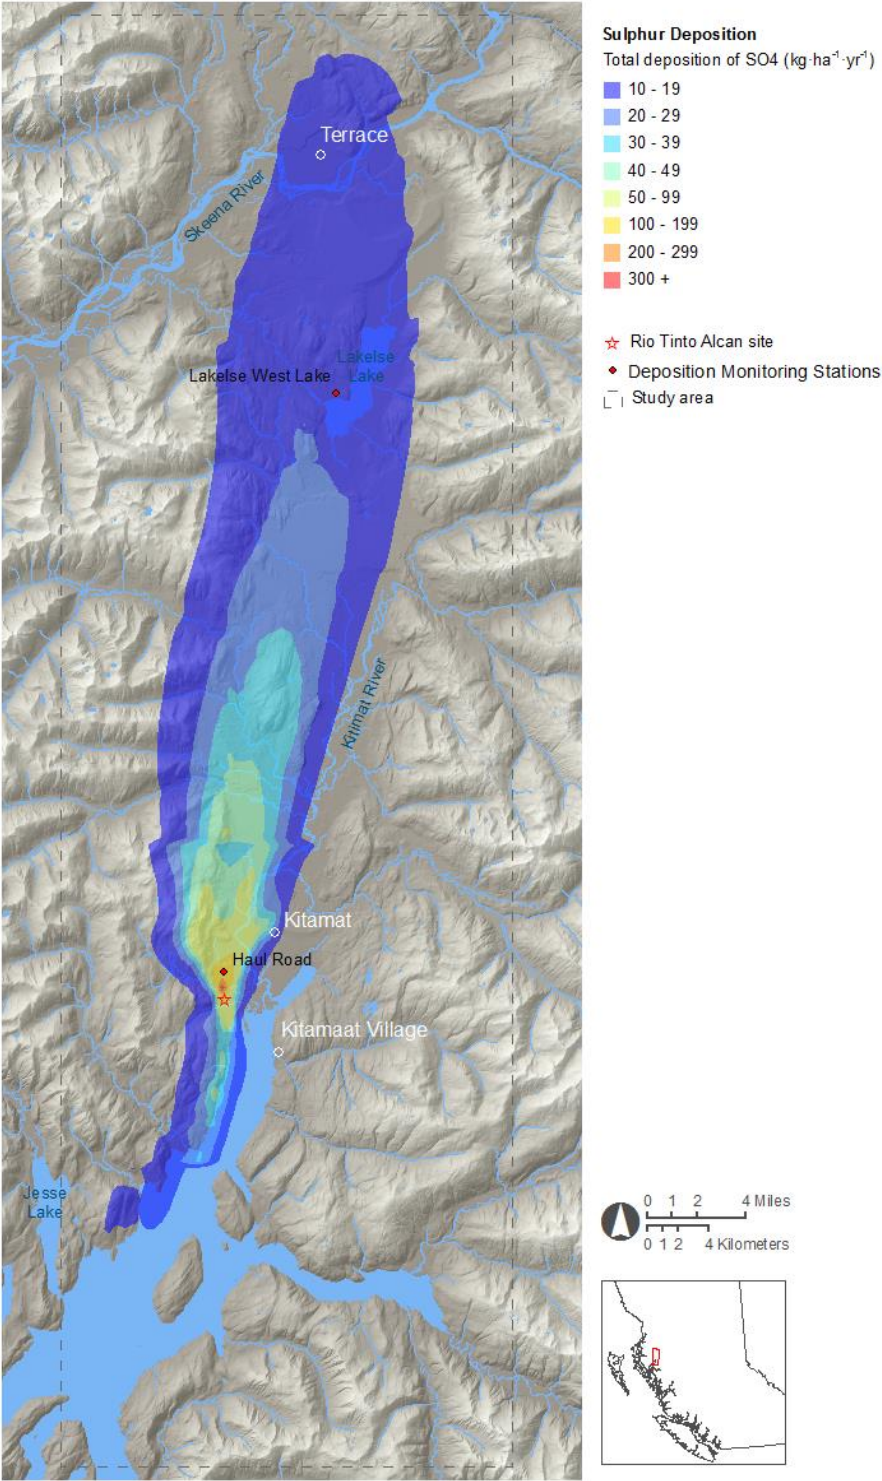 Sulphur Deposition
Total deposition of SO4 (kg·ha⁻¹·yr⁻¹)
10 - 19
20 - 29
30 - 39
40 - 49
50 - 99
100 - 199
200 - 299
300 +
Rio Tinto Alcan site
Deposition Monitoring Stations
Study area
Terrace
Skeena River
Lakelse
Lake
Lakelse West Lake
Kitimat River
Kitamat
Haul Road
Kitamaat Village
Jesse
Lake
0 1 2 4 Miles
0 1 2 4 Kilometers